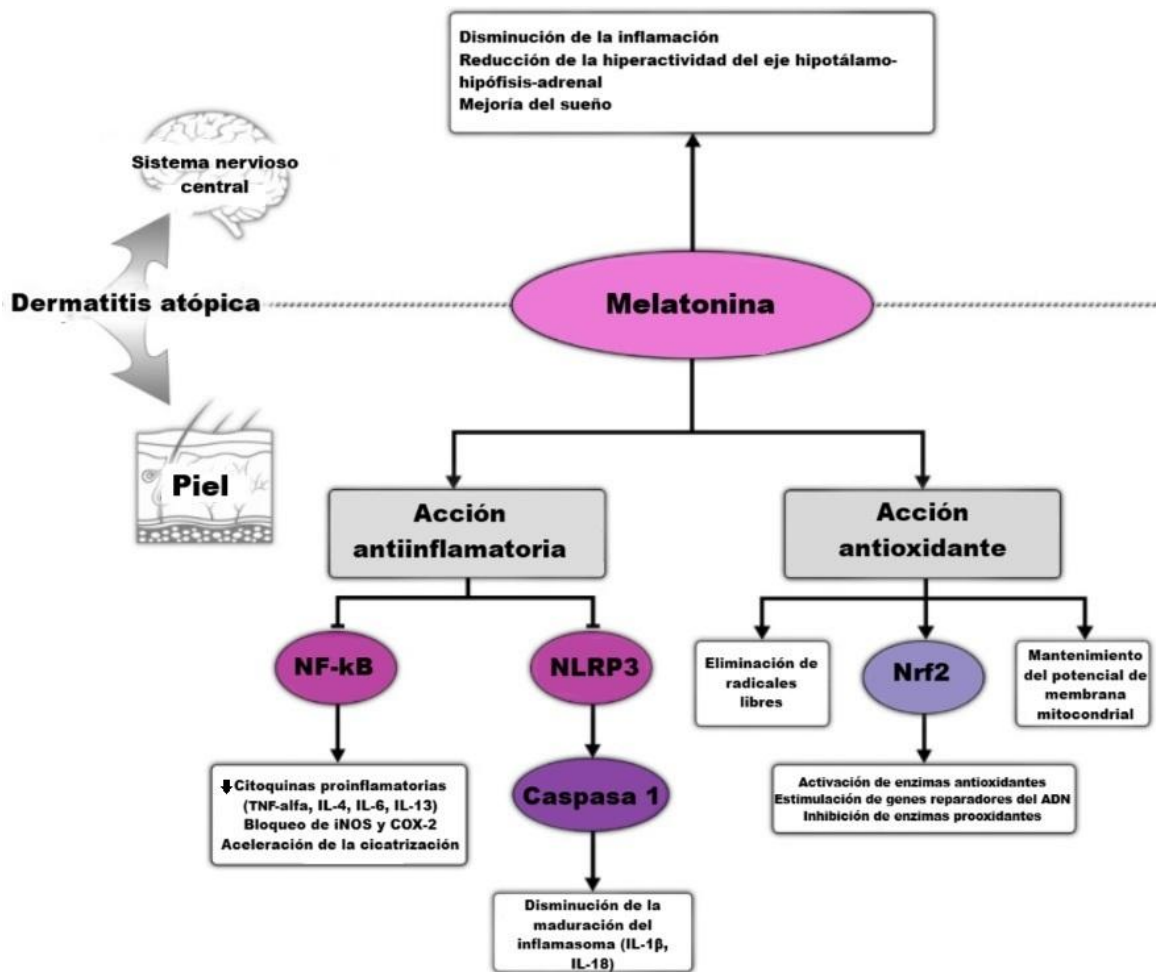 Disminución de la inflamación
Reducción de la hiperactividad del eje hipotálamo-
hipófisis-adrenal
Mejoría del sueño
Sistema nervioso
central
Dermatitis atópica
Melatonina
Piel
Acción
antiinflamatoria
Acción
antioxidante
NF-kB
NLRP3
Eliminación de
radicales
libres
Nrf2
Mantenimiento
del potencial de
membrana
mitocondrial
Citoquinas proinflamatorias
(TNF-alfa, IL-4, IL-6, IL-13)
Bloqueo de iNOS y COX-2
Aceleración de la cicatrización
Caspasa 1
Activación de enzimas antioxidantes
Estimulación de genes reparadores del ADN
Inhibición de enzimas prooxidantes
Disminución de la
maduración del
inflamasoma (IL-1β,
IL-18)